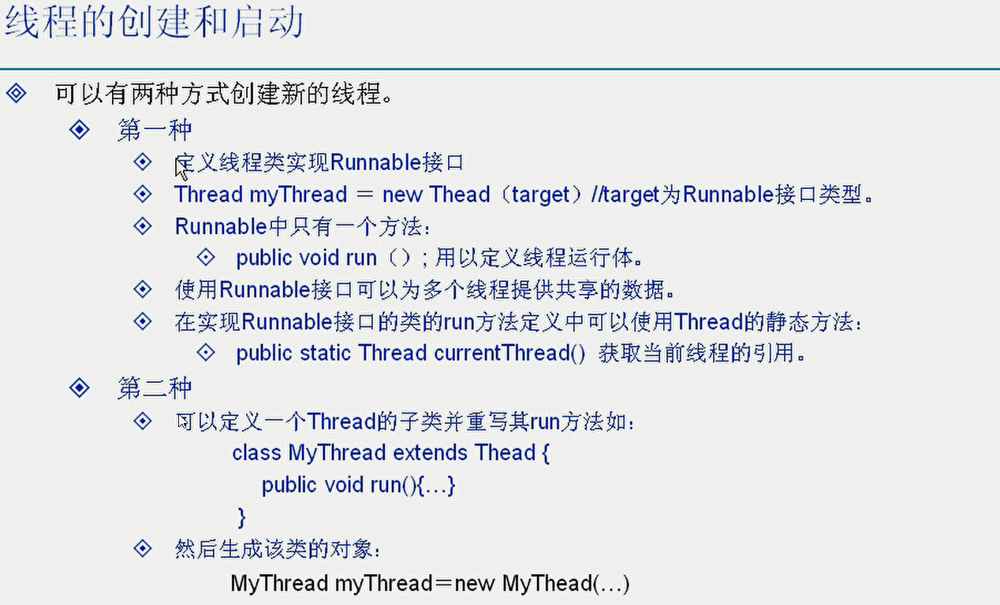 线程的创建和启动
可以有两种方式创建新的线程。
第一种
定义线程类实现Runnable接口
Thread myThread ＝ new Thead（target）//target为Runnable接口类型。
Runnable中只有一个方法：
public void run（）; 用以定义线程运行体。
使用Runnable接口可以为多个线程提供共享的数据。
在实现Runnable接口的类的run方法定义中可以使用Thread的静态方法：
public static Thread currentThread() 获取当前线程的引用。
第二种
可以定义一个Thread的子类并重写其run方法如：
class MyThread extends Thead {
public void run(){…}
}
然后生成该类的对象：
MyThread myThread＝new MyThead(…)